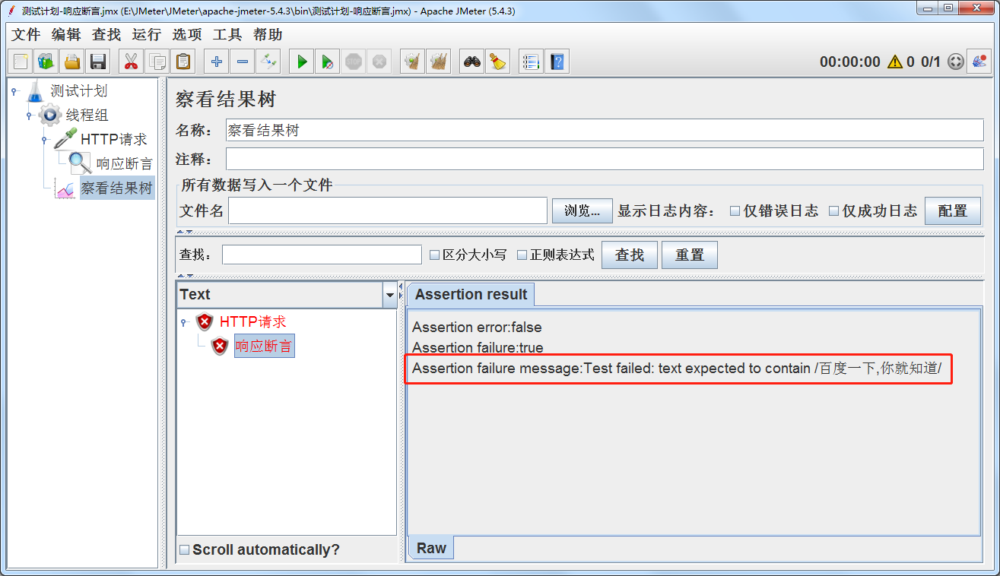 测试计划-响应断言.jmx (E:\JMeter\JMeter\apache-jmeter-5.4.3\bin\测试计划-响应断言.jmx) - Apache JMeter (5.4.3)
文件 编辑 查找 运行 选项 工具 帮助
STOP 00:00:00 0 0/1
测试计划
线程组
HTTP请求
响应断言
察看结果树
察看结果树
名称： 察看结果树
注释：
所有数据写入一个文件
文件名 浏览... 显示日志内容： 仅错误日志 仅成功日志 配置
查找： 区分大小写 正则表达式 查找 重置
Text
HTTP请求
响应断言
Scroll automatically?
Assertion result
Assertion error:false
Assertion failure:true
Assertion failure message:Test failed: text expected to contain /百度一下,你就知道/
Raw